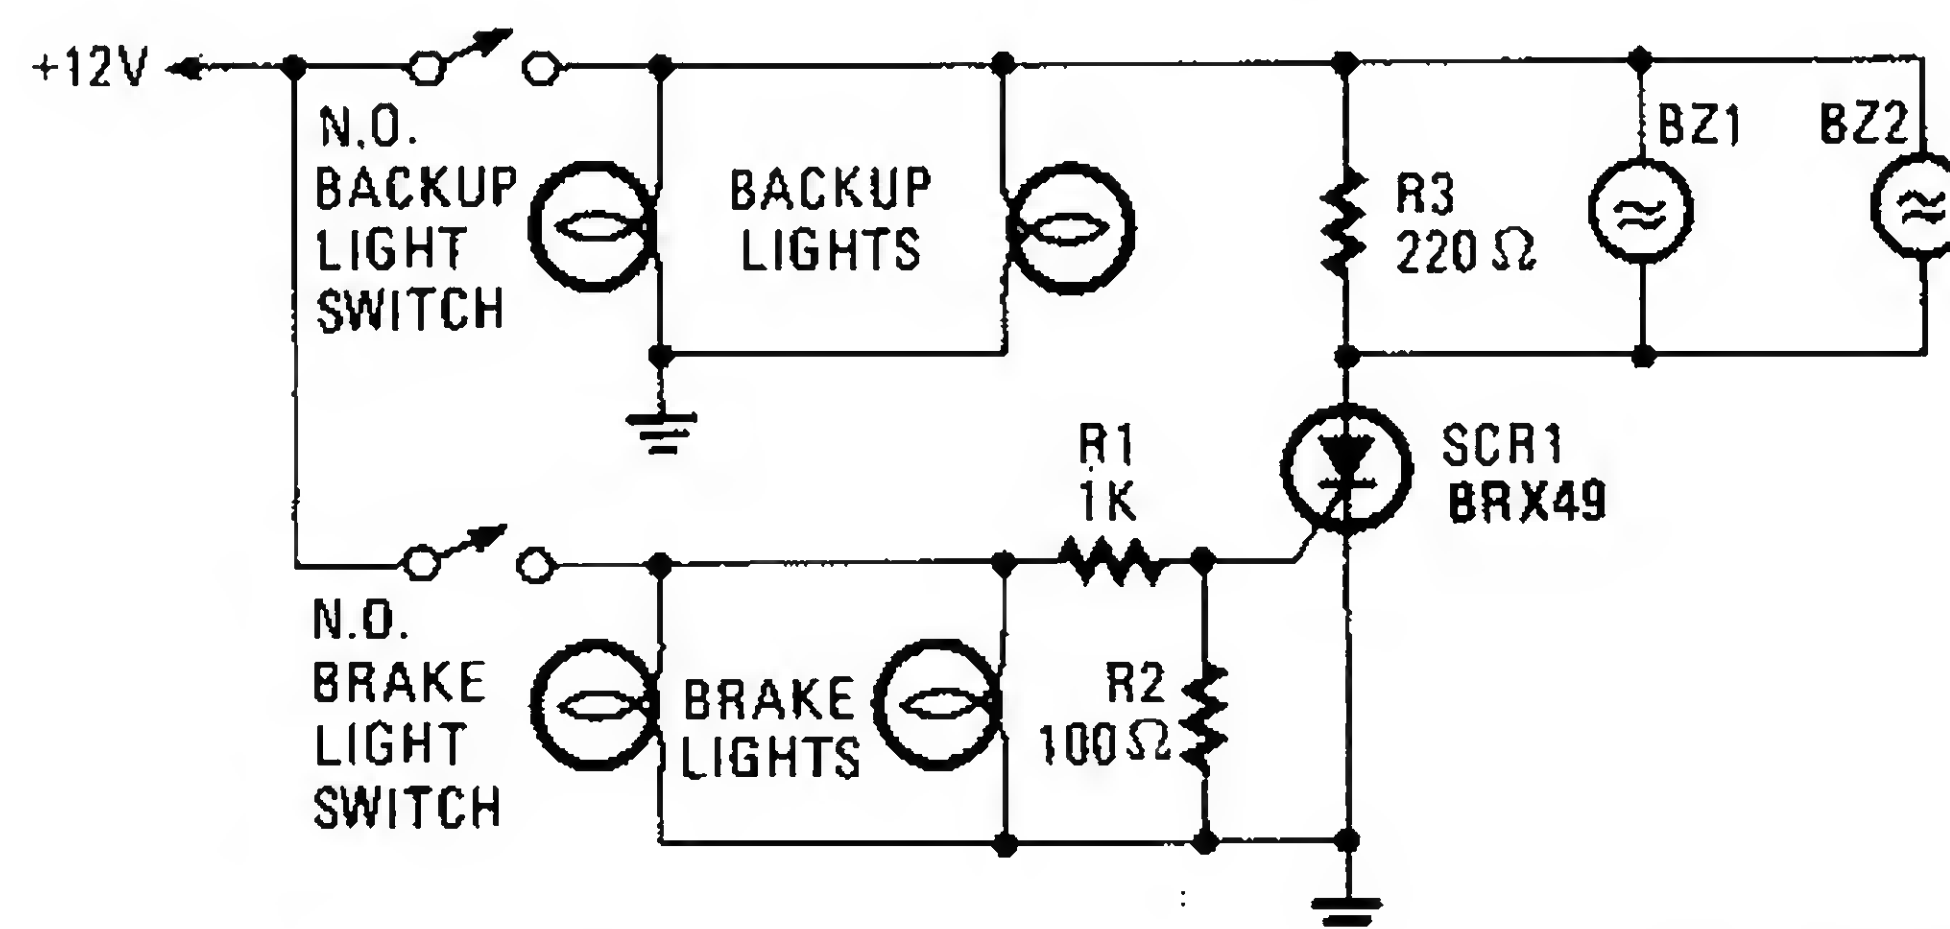 +12V
N.O.
BACKUP
LIGHT
SWITCH
BACKUP
LIGHTS
R3
220 Ω
BZ1
BZ2
R1
1K
SCR1
BRX49
N.O.
BRAKE
LIGHT
SWITCH
BRAKE
LIGHTS
R2
100 Ω